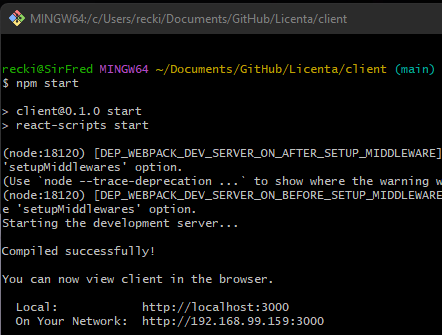 MINGW64:/c/Users/recki/Documents/GitHub/Licenta/client
recki@SirFred MINGW64 ~/Documents/GitHub/Licenta/client (main)
$ npm start
> client@0.1.0 start
> react-scripts start
(node:18120) [DEP_WEBPACK_DEV_SERVER_ON_AFTER_SETUP_MIDDLEWARE]
'setupMiddlewares' option.
(Use `node --trace-deprecation ...` to show where the warning w
(node:18120) [DEP_WEBPACK_DEV_SERVER_ON_BEFORE_SETUP_MIDDLEWARE
e 'setupMiddlewares' option.
Starting the development server...
Compiled successfully!
You can now view client in the browser.
Local: http://localhost:3000
On Your Network: http://192.168.99.159:3000